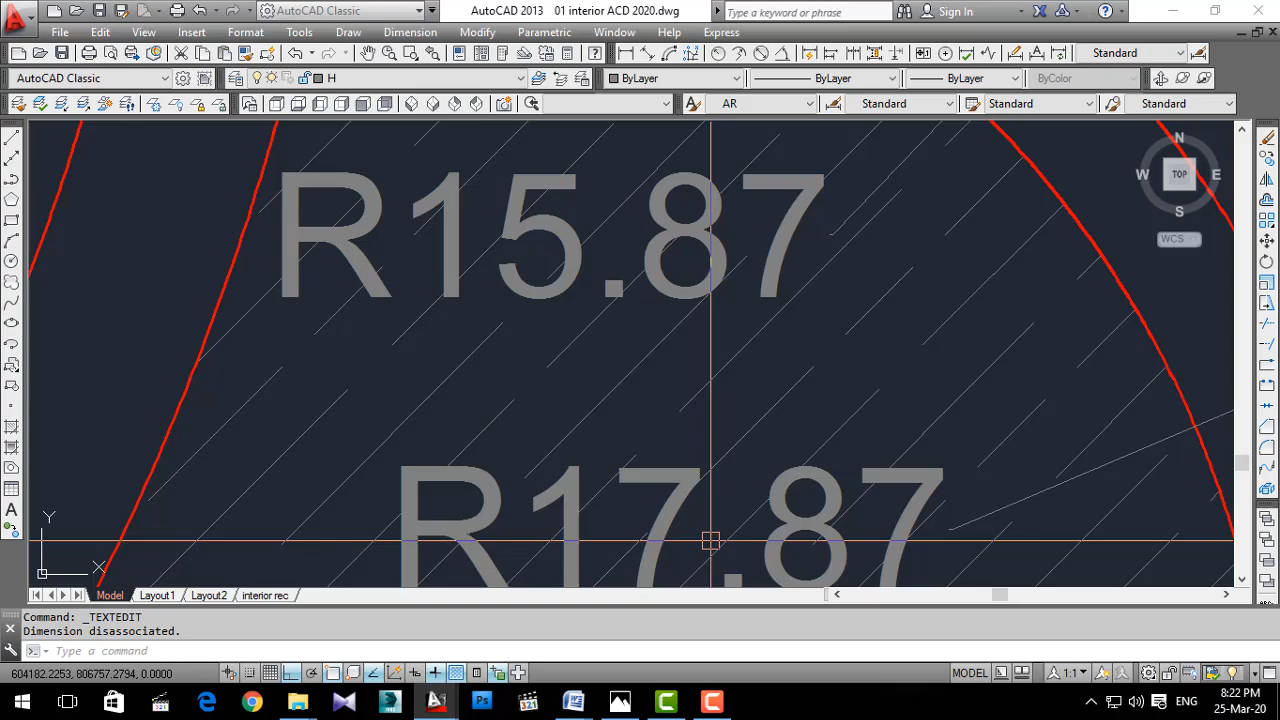 AutoCAD Classic
AutoCAD 2013 01 interior ACD 2020.dwg
Type a keyword or phrase
Sign In
File Edit View Insert Format Tools Draw Dimension Modify Parametric Window Help Express
Standard
AutoCAD Classic
H
ByLayer
ByLayer
ByLayer
ByColor
AR
Standard
Standard
Standard
N
W
TOP
E
S
WCS
R15.87
R17.87
Y
X
Model Layout1 Layout2 interior rec
Command: _TEXTEDIT
Dimension disassociated.
Type a command
604182.2253, 806757.2794, 0.0000
MODEL
1:1
ENG
8:22 PM
25-Mar-20